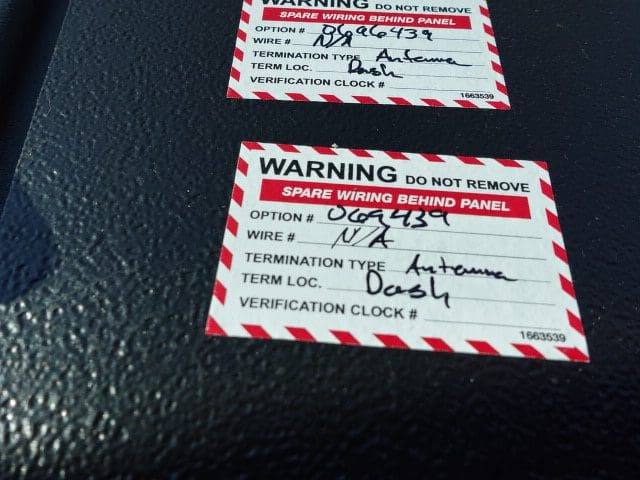 WARNING DO NOT REMOVE
SPARE WIRING BEHIND PANEL
OPTION # 0696439
WIRE # N/A
TERMINATION TYPE Antenna
TERM LOC. Dash
VERIFICATION CLOCK #
1663539
WARNING DO NOT REMOVE
SPARE WIRING BEHIND PANEL
OPTION # 069439
WIRE # N/A
TERMINATION TYPE Antenna
TERM LOC. Dash
VERIFICATION CLOCK #
1663539